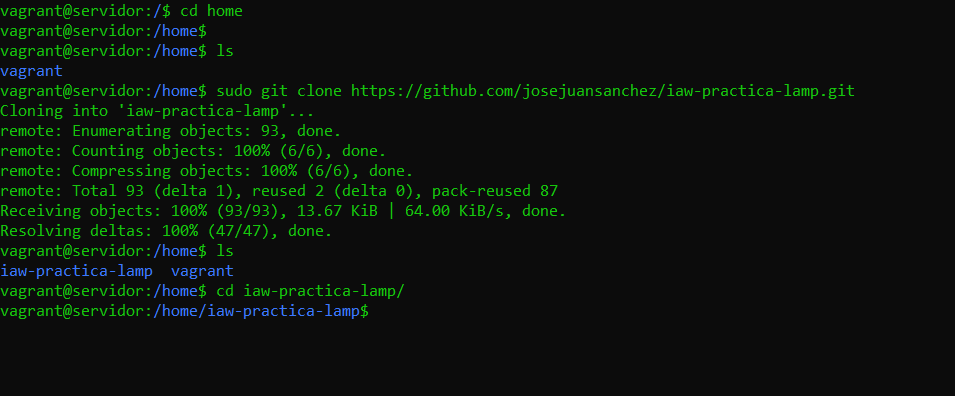 vagrant@servidor:/$ cd home
vagrant@servidor:/home$
vagrant@servidor:/home$ ls
vagrant
vagrant@servidor:/home$ sudo git clone https://github.com/josejuansanchez/iaw-practica-lamp.git
Cloning into 'iaw-practica-lamp'...
remote: Enumerating objects: 93, done.
remote: Counting objects: 100% (6/6), done.
remote: Compressing objects: 100% (6/6), done.
remote: Total 93 (delta 1), reused 2 (delta 0), pack-reused 87
Receiving objects: 100% (93/93), 13.67 KiB | 64.00 KiB/s, done.
Resolving deltas: 100% (47/47), done.
vagrant@servidor:/home$ ls
iaw-practica-lamp  vagrant
vagrant@servidor:/home$ cd iaw-practica-lamp/
vagrant@servidor:/home/iaw-practica-lamp$